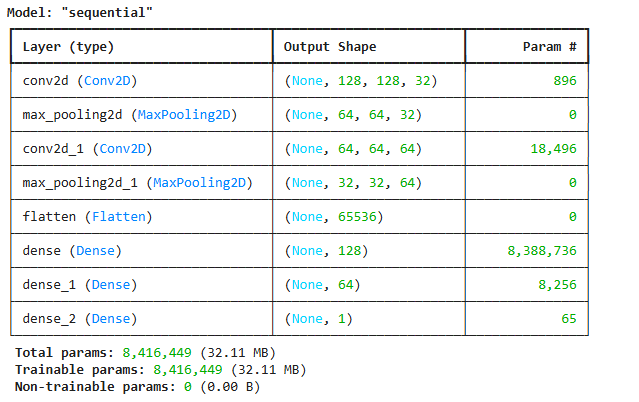 Model: "sequential"
Layer (type) Output Shape Param #
conv2d (Conv2D) (None, 128, 128, 32) 896
max_pooling2d (MaxPooling2D) (None, 64, 64, 32) 0
conv2d_1 (Conv2D) (None, 64, 64, 64) 18,496
max_pooling2d_1 (MaxPooling2D) (None, 32, 32, 64) 0
flatten (Flatten) (None, 65536) 0
dense (Dense) (None, 128) 8,388,736
dense_1 (Dense) (None, 64) 8,256
dense_2 (Dense) (None, 1) 65
Total params: 8,416,449 (32.11 MB)
Trainable params: 8,416,449 (32.11 MB)
Non-trainable params: 0 (0.00 B)